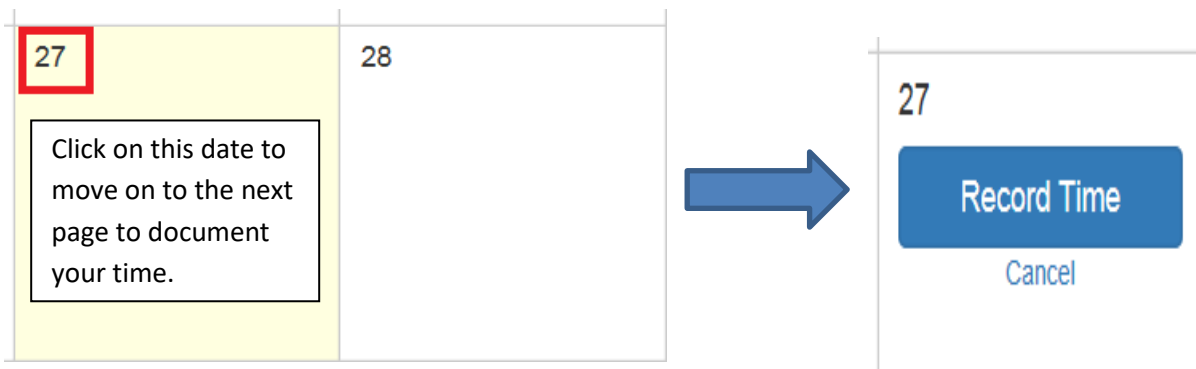 27
28
Click on this date to
move on to the next
page to document
your time.
27
Record Time
Cancel